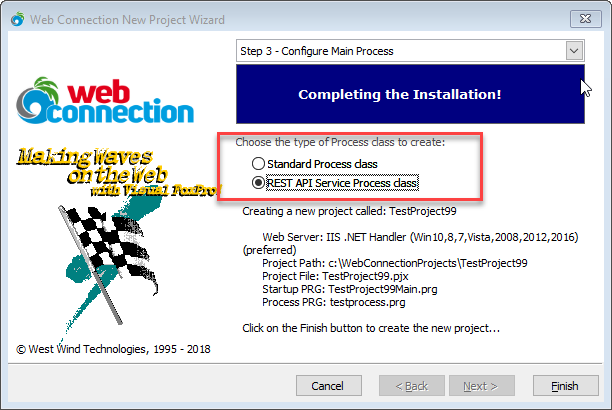 Web Connection New Project Wizard
Step 3 - Configure Main Process
Completing the Installation!
web
connection
Making Waves
on the Web
with Visual FoxPro!
Choose the type of Process class to create:
Standard Process class
REST API Service Process class
Creating a new project called: TestProject99
Web Server: IIS .NET Handler (Win10,8,7,Vista,2008,2012,2016)
(preferred)
Project Path: c:\WebConnectionProjects\TestProject99
Project File: TestProject99.pjx
Startup PRG: TestProject99Main.prg
Process PRG: testprocess.prg
Click on the Finish button to create the new project...
© West Wind Technologies, 1995 - 2018
Cancel
< Back
Next >
Finish